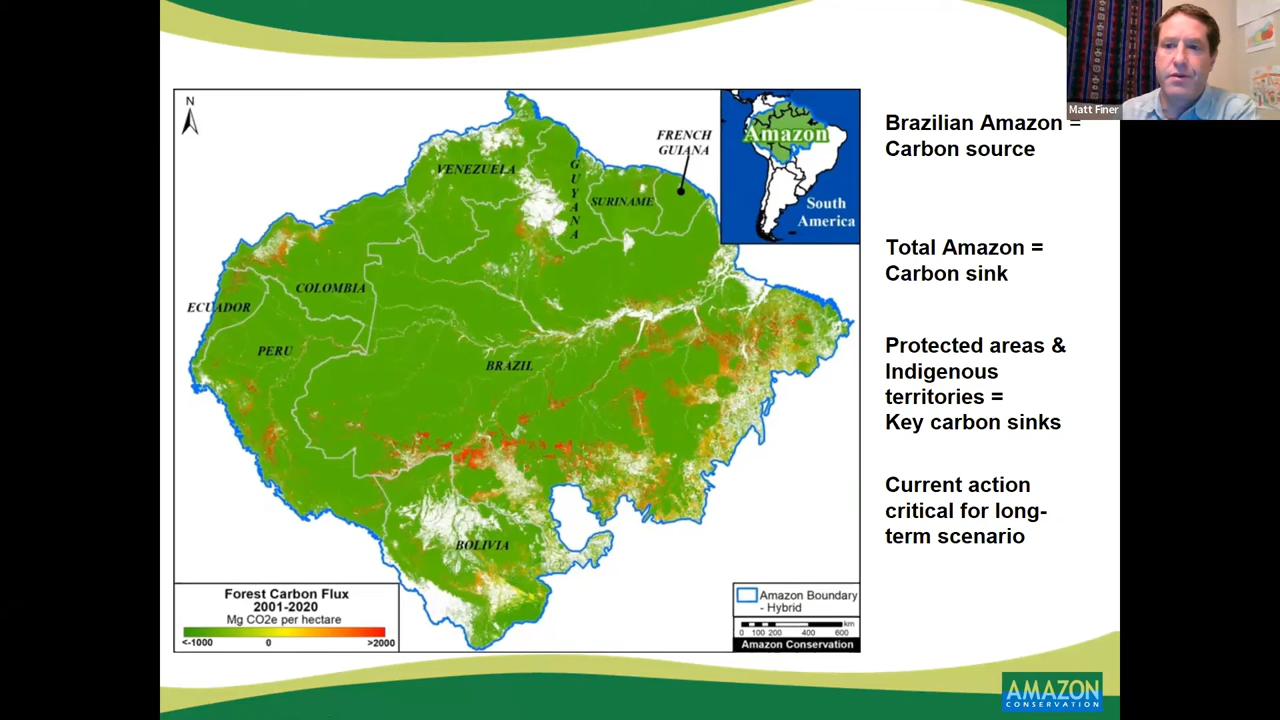 Matt Finer
Brazilian Amazon =
Carbon source
Total Amazon =
Carbon sink
Protected areas &
Indigenous
territories =
Key carbon sinks
Current action
critical for long-
term scenario
N
VENEZUELA
GUYANA
SURINAME
FRENCH
GUIANA
COLOMBIA
ECUADOR
PERU
BRAZIL
BOLIVIA
Amazon
South
America
Forest Carbon Flux
2001-2020
Mg CO2e per hectare
<-1000 0 >2000
Amazon Boundary
- Hybrid
km
0 100 200 400 600
Amazon Conservation
AMAZON
CONSERVATION